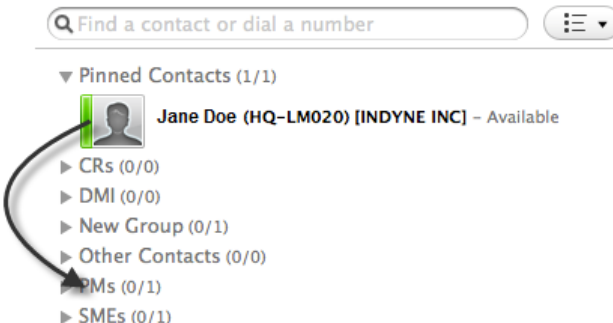 Find a contact or dial a number
Pinned Contacts (1/1)
Jane Doe (HQ-LM020) [INDYNE INC] – Available
CRs (0/0)
DMI (0/0)
New Group (0/1)
Other Contacts (0/0)
PMs (0/1)
SMEs (0/1)